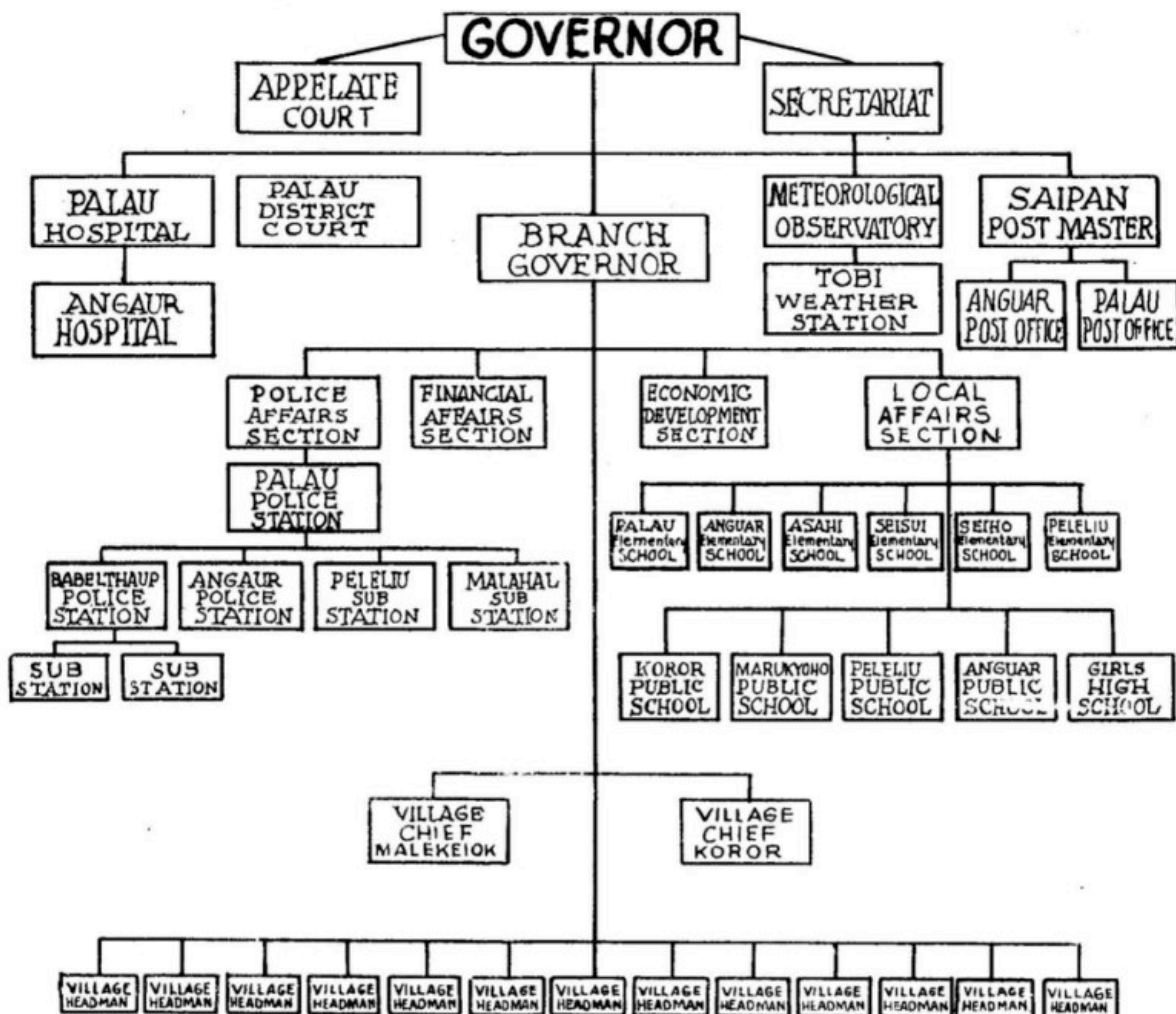 GOVERNOR
APPELATE
COURT
SECRETARIAT
PALAU
HOSPITAL
PALAU
DISTRICT
COURT
BRANCH
GOVERNOR
METEOROLOGICAL
OBSERVATORY
SAIPAN
POST MASTER
ANGAUR
HOSPITAL
TOBI
WEATHER
STATION
ANGUAR
POST OFFICE
PALAU
POST OFFICE
POLICE
AFFAIRS
SECTION
FINANCIAL
AFFAIRS
SECTION
ECONOMIC
DEVELOPMENT
SECTION
LOCAL
AFFAIRS
SECTION
PALAU
POLICE
STATION
PALAU
Elementary
SCHOOL
ANGUAR
Elementary
SCHOOL
ASAHI
Elementary
SCHOOL
SEISUI
Elementary
SCHOOL
SEIHO
Elementary
SCHOOL
PELELIU
Elementary
SCHOOL
BABELTHAUP
POLICE
STATION
ANGAUR
POLICE
STATION
PELELIU
SUB
STATION
MALAHAL
SUB
STATION
SUB
STATION
SUB
STATION
KOROR
PUBLIC
SCHOOL
MARUKYOHO
PUBLIC
SCHOOL
PELELIU
PUBLIC
SCHOOL
ANGUAR
PUBLIC
SCHOOL
GIRLS
HIGH
SCHOOL
VILLAGE
CHIEF
MALEKEIOK
VILLAGE
CHIEF
KOROR
VILLAGE
HEADMAN
VILLAGE
HEADMAN
VILLAGE
HEADMAN
VILLAGE
HEADMAN
VILLAGE
HEADMAN
VILLAGE
HEADMAN
VILLAGE
HEADMAN
VILLAGE
HEADMAN
VILLAGE
HEADMAN
VILLAGE
HEADMAN
VILLAGE
HEADMAN
VILLAGE
HEADMAN
VILLAGE
HEADMAN